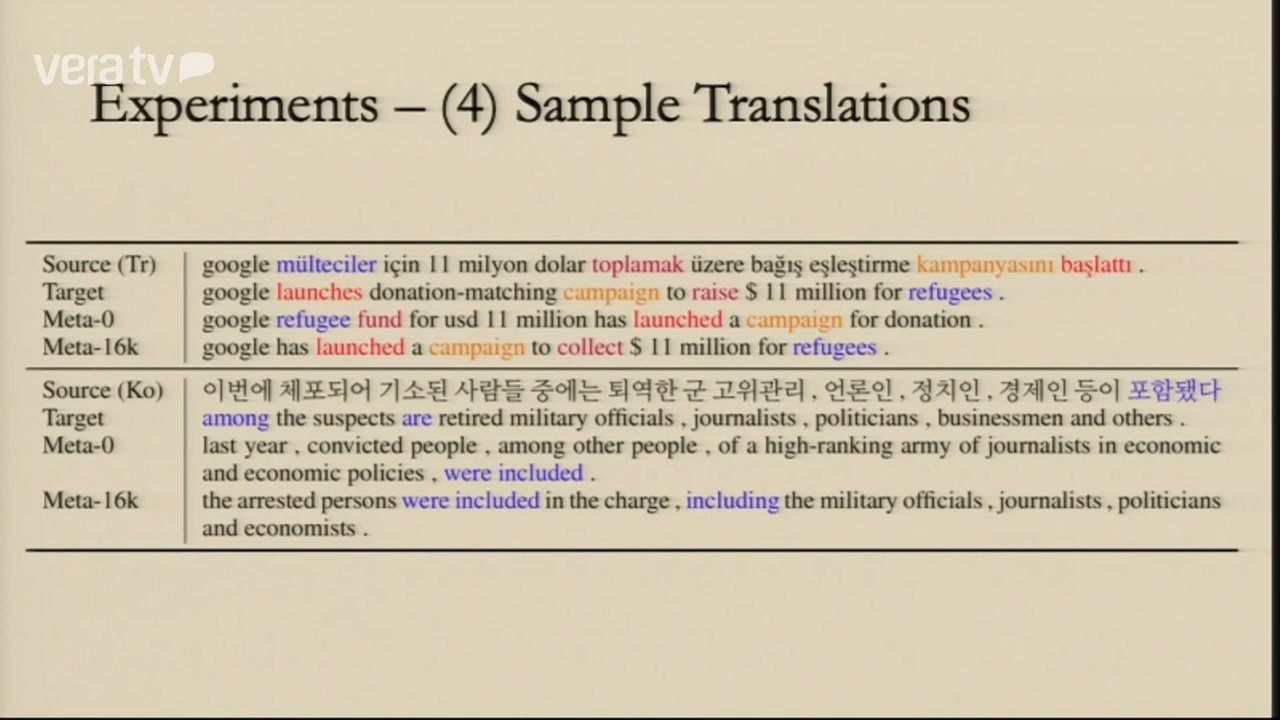 vera tv
Experiments – (4) Sample Translations
Source (Tr) google mülteciler için 11 milyon dolar toplamak üzere bağış eşleştirme kampanyasını başlattı .
Target google launches donation-matching campaign to raise $ 11 million for refugees .
Meta-0 google refugee fund for usd 11 million has launched a campaign for donation .
Meta-16k google has launched a campaign to collect $ 11 million for refugees .
Source (Ko) 이번에 체포되어 기소된 사람들 중에는 퇴역한 군 고위관리 , 언론인 , 정치인 , 경제인 등이 포함됐다
Target among the suspects are retired military officials , journalists , politicians , businessmen and others .
Meta-0 last year , convicted people , among other people , of a high-ranking army of journalists in economic
and economic policies , were included .
Meta-16k the arrested persons were included in the charge , including the military officials , journalists , politicians
and economists .